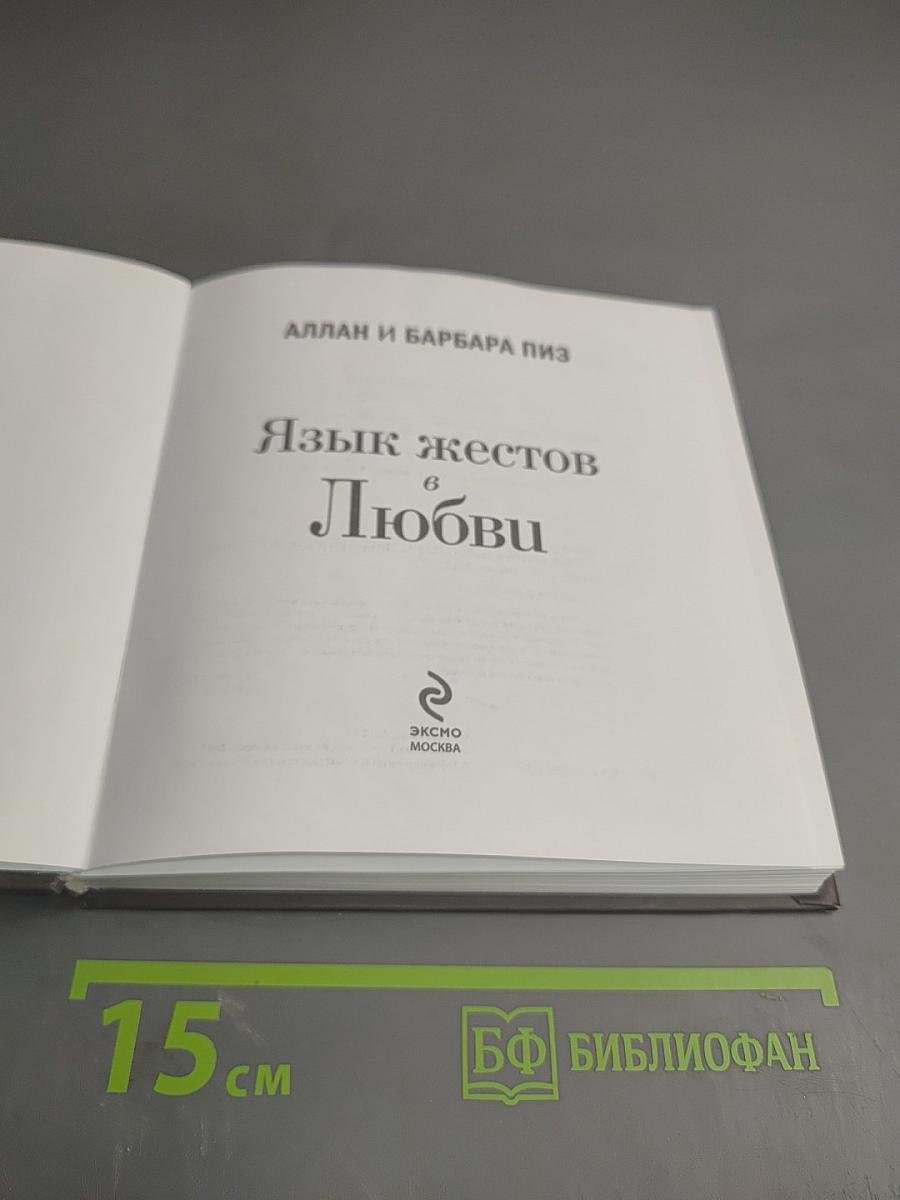 АЛЛАН И БАРБАРА ПИЗ
Язык жестов
в
Любви
ЭКСМО
МОСКВА
15 см
БФ БИБЛИОФАН